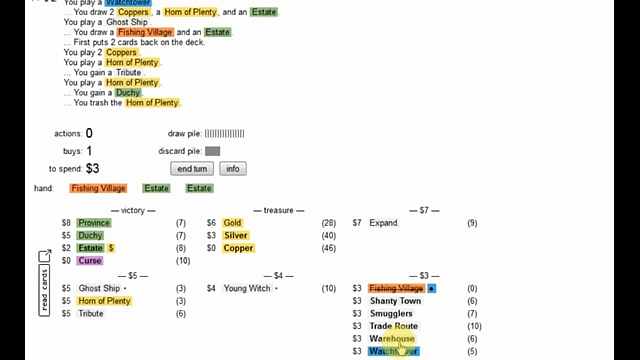 You play a Watchtower.
... You draw 2 Coppers, a Horn of Plenty, and an Estate
You play a Ghost Ship.
... You draw a Fishing Village and an Estate.
... First puts 2 cards back on the deck.
You play 2 Coppers.
You play a Horn of Plenty.
... You gain a Tribute.
You play a Horn of Plenty.
... You gain a Duchy.
... You trash the Horn of Plenty.
actions: 0 draw pile:
buys: 1 discard pile:
to spend: $3 end turn info
hand: Fishing Village Estate Estate
— victory — — treasure — — $7 —
$8 Province (7) $6 Gold (28) $7 Expand (9)
$5 Duchy (7) $3 Silver (40)
$2 Estate $ (8) $0 Copper (46)
$0 Curse (10)
— $5 — — $4 — — $3 —
$5 Ghost Ship • (3) $4 Young Witch • (10) $3 Fishing Village • (0)
$5 Horn of Plenty (3) $3 Shanty Town (6)
$5 Tribute (6) $3 Smugglers (7)
$3 Trade Route (10)
$3 Warehouse (6)
$3 Watchtower (5)
read cards